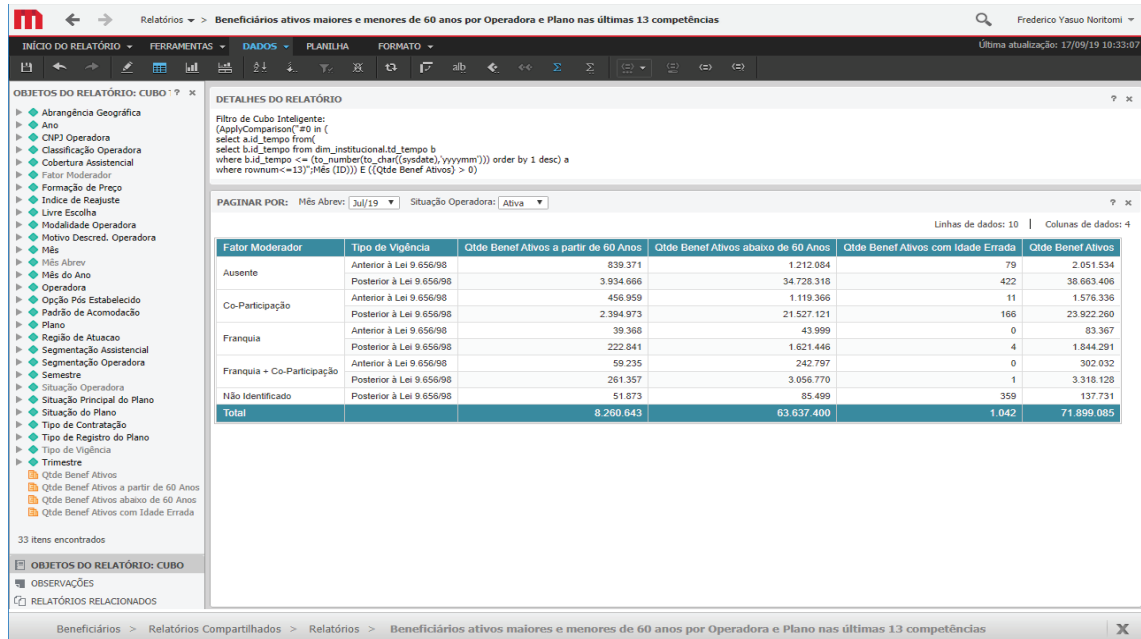 Relatórios > Beneficiários ativos maiores e menores de 60 anos por Operadora e Plano nas últimas 13 competências
Frederico Yasuo Noritomi
INÍCIO DO RELATÓRIO FERRAMENTAS DADOS PLANILHA FORMATO
Última atualização: 17/09/19 10:33:07
OBJETOS DO RELATÓRIO: CUBO
Abrangência Geográfica
Ano
CNPJ Operadora
Classificação Operadora
Cobertura Assistencial
Fator Moderador
Formação de Preço
Indice de Reajuste
Livre Escolha
Modalidade Operadora
Motivo Descred. Operadora
Mês
Mês Abrev
Mês do Ano
Operadora
Opção Pós Estabelecido
Padrão de Acomodacão
Plano
Região de Atuacao
Segmentação Assistencial
Segmentação Operadora
Semestre
Situação Operadora
Situação Principal do Plano
Situação do Plano
Tipo de Contratação
Tipo de Registro do Plano
Tipo de Vigência
Trimestre
Qtde Benef Ativos
Qtde Benef Ativos a partir de 60 Anos
Qtde Benef Ativos abaixo de 60 Anos
Qtde Benef Ativos com Idade Errada
33 itens encontrados
OBJETOS DO RELATÓRIO: CUBO
OBSERVAÇÕES
RELATÓRIOS RELACIONADOS
DETALHES DO RELATÓRIO
Filtro de Cubo Inteligente:
(ApplyComparison("#0 in (
select a.id_tempo from(
select b.id_tempo from dim_institucional.td_tempo b
where b.id_tempo <= (to_number(to_char((sysdate),'yyyymm'))) order by 1 desc) a
where rownum<=13)";Mês (ID))) E ({Qtde Benef Ativos} > 0)
PAGINAR POR: Mês Abrev: Jul/19 Situação Operadora: Ativa
Linhas de dados: 10 | Colunas de dados: 4
Fator Moderador Tipo de Vigência Qtde Benef Ativos a partir de 60 Anos Qtde Benef Ativos abaixo de 60 Anos Qtde Benef Ativos com Idade Errada Qtde Benef Ativos
Ausente Anterior à Lei 9.656/98 839.371 1.212.084 79 2.051.534
Posterior à Lei 9.656/98 3.934.666 34.728.318 422 38.663.406
Co-Participação Anterior à Lei 9.656/98 456.959 1.119.366 11 1.576.336
Posterior à Lei 9.656/98 2.394.973 21.527.121 166 23.922.260
Franquia Anterior à Lei 9.656/98 39.368 43.999 0 83.367
Posterior à Lei 9.656/98 222.841 1.621.446 4 1.844.291
Franquia + Co-Participação Anterior à Lei 9.656/98 59.235 242.797 0 302.032
Posterior à Lei 9.656/98 261.357 3.056.770 1 3.318.128
Não Identificado Posterior à Lei 9.656/98 51.873 85.499 359 137.731
Total 8.260.643 63.637.400 1.042 71.899.085
Beneficiários > Relatórios Compartilhados > Relatórios > Beneficiários ativos maiores e menores de 60 anos por Operadora e Plano nas últimas 13 competências